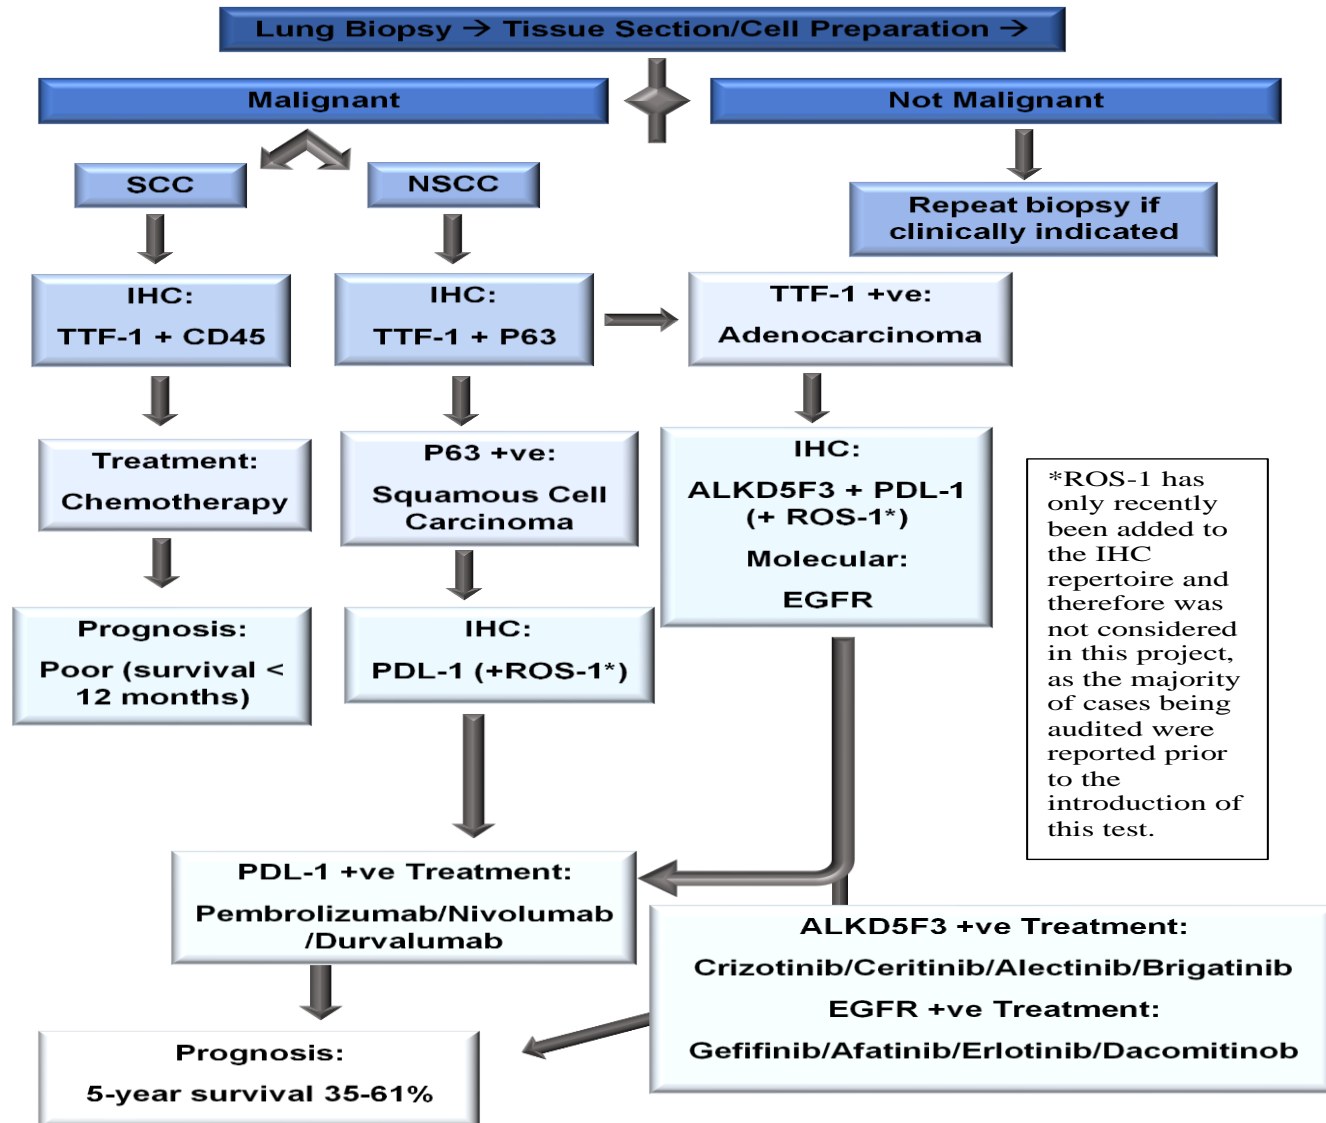 Lung Biopsy → Tissue Section/Cell Preparation →
Malignant
Not Malignant
SCC
NSCC
Repeat biopsy if
clinically indicated
IHC:
TTF-1 + CD45
IHC:
TTF-1 + P63
TTF-1 +ve:
Adenocarcinoma
Treatment:
Chemotherapy
P63 +ve:
Squamous Cell
Carcinoma
IHC:
ALKD5F3 + PDL-1
(+ ROS-1*)
Molecular:
EGFR
*ROS-1 has
only recently
been added to
the IHC
repertoire and
therefore was
not considered
in this project,
as the majority
of cases being
audited were
reported prior
to the
introduction of
this test.
Prognosis:
Poor (survival <
12 months)
IHC:
PDL-1 (+ROS-1*)
PDL-1 +ve Treatment:
Pembrolizumab/Nivolumab
/Durvalumab
ALKD5F3 +ve Treatment:
Crizotinib/Ceritinib/Alectinib/Brigatinib
EGFR +ve Treatment:
Gefifinib/Afatinib/Erlotinib/Dacomitinob
Prognosis:
5-year survival 35-61%